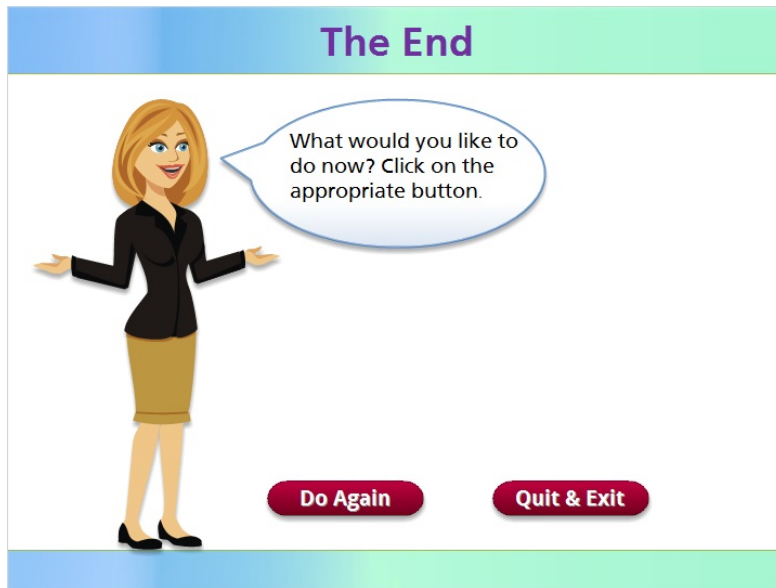 The End
What would you like to
do now? Click on the
appropriate button.
Do Again
Quit & Exit